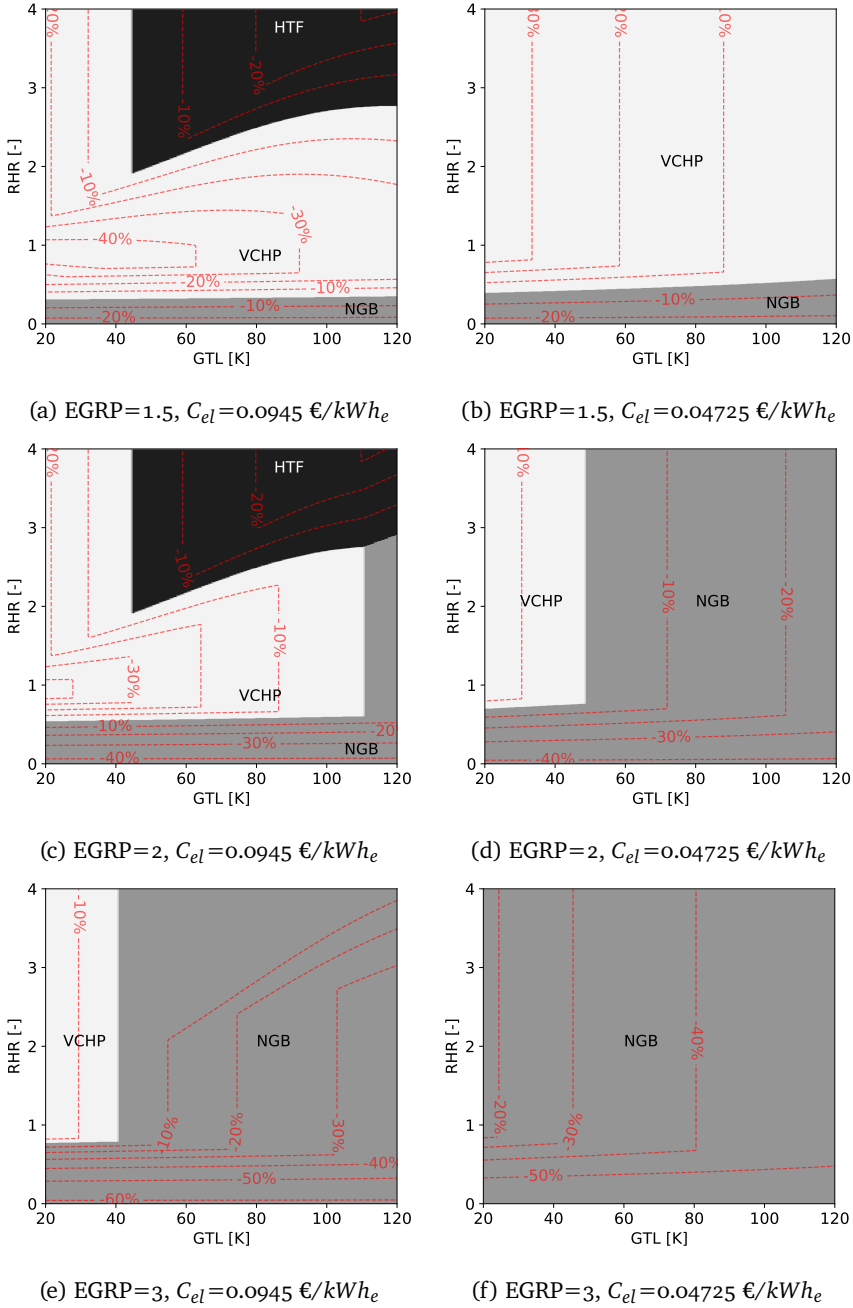 4
3
2
1
0
RHR [-]
HTF
-20%
-10%
-10%
-30%
-40%
VCHP
-20%
-10%
-10%
NGB
-20%
20 40 60 80 100 120
GTL [K]
(a) EGRP=1.5, C_el=0.0945 €/kWh_e
4
3
2
1
0
RHR [-]
VCHP
-10%
NGB
-20%
20 40 60 80 100 120
GTL [K]
(b) EGRP=1.5, C_el=0.04725 €/kWh_e
4
3
2
1
0
RHR [-]
HTF
-20%
-10%
-10%
-30%
VCHP
-10%
-20
-30%
NGB
-40%
20 40 60 80 100 120
GTL [K]
(c) EGRP=2, C_el=0.0945 €/kWh_e
4
3
2
1
0
RHR [-]
VCHP
10%
NGB
20%
-30%
-40%
20 40 60 80 100 120
GTL [K]
(d) EGRP=2, C_el=0.04725 €/kWh_e
4
3
2
1
0
RHR [-]
-10%
VCHP
NGB
-10%
-20%
30%
-40%
-50%
-60%
20 40 60 80 100 120
GTL [K]
(e) EGRP=3, C_el=0.0945 €/kWh_e
4
3
2
1
0
RHR [-]
NGB
40%
20%
-30%
-50%
20 40 60 80 100 120
GTL [K]
(f) EGRP=3, C_el=0.04725 €/kWh_e